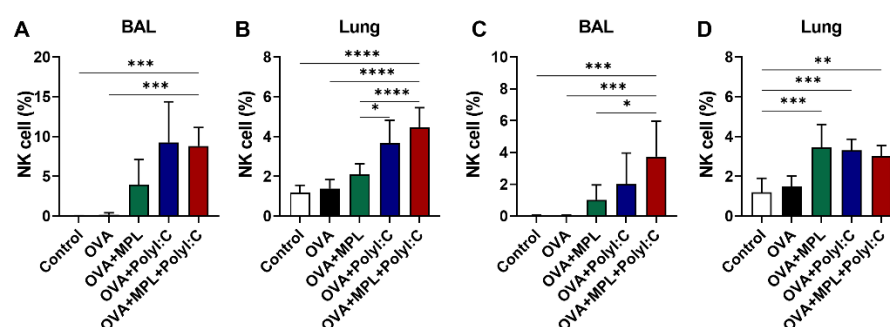 A
BAL
NK cell (%)
20
15
10
5
0
***
***
Control
OVA
OVA+MPL
OVA+PolyI:C
OVA+MPL+PolyI:C
B
Lung
NK cell (%)
8
6
4
2
0
****
****
****
*
Control
OVA
OVA+MPL
OVA+PolyI:C
OVA+MPL+PolyI:C
C
BAL
NK cell (%)
10
8
6
4
2
0
***
***
*
Control
OVA
OVA+MPL
OVA+PolyI:C
OVA+MPL+PolyI:C
D
Lung
NK cell (%)
8
6
4
2
0
**
***
***
Control
OVA
OVA+MPL
OVA+PolyI:C
OVA+MPL+PolyI:C